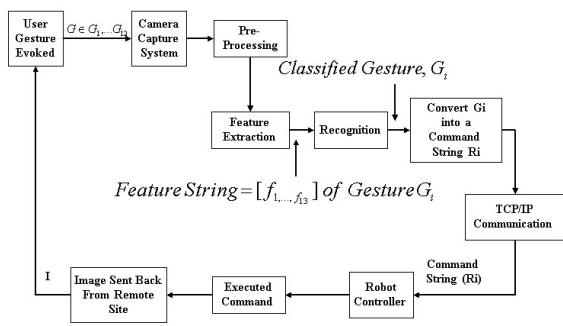 User
Gesture
Evoked
G ∈ G₁,...G₁₂
Camera
Capture
System
Pre-
Processing
Classified Gesture, Gᵢ
Feature
Extraction
Recognition
Convert Gi
into a
Command
String Ri
Feature String = [f₁,...,f₁₃] of Gesture Gᵢ
TCP/IP
Communication
Command
String (Ri)
Robot
Controller
Executed
Command
Image Sent Back
From Remote
Site
I